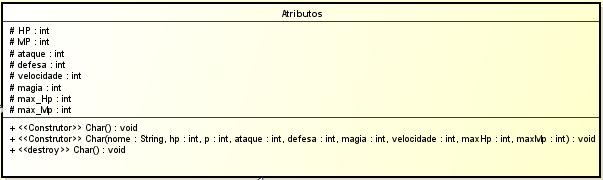 Atributos
# HP : int
# MP : int
# ataque : int
# defesa : int
# velocidade : int
# magia : int
# max_Hp : int
# max_Mp : int
+ <<Construtor>> Char() : void
+ <<Construtor>> Char(nome : String, hp : int, p : int, ataque : int, defesa : int, magia : int, velocidade : int, maxHp : int, maxMp : int) : void
+ <<destroy>> Char() : void